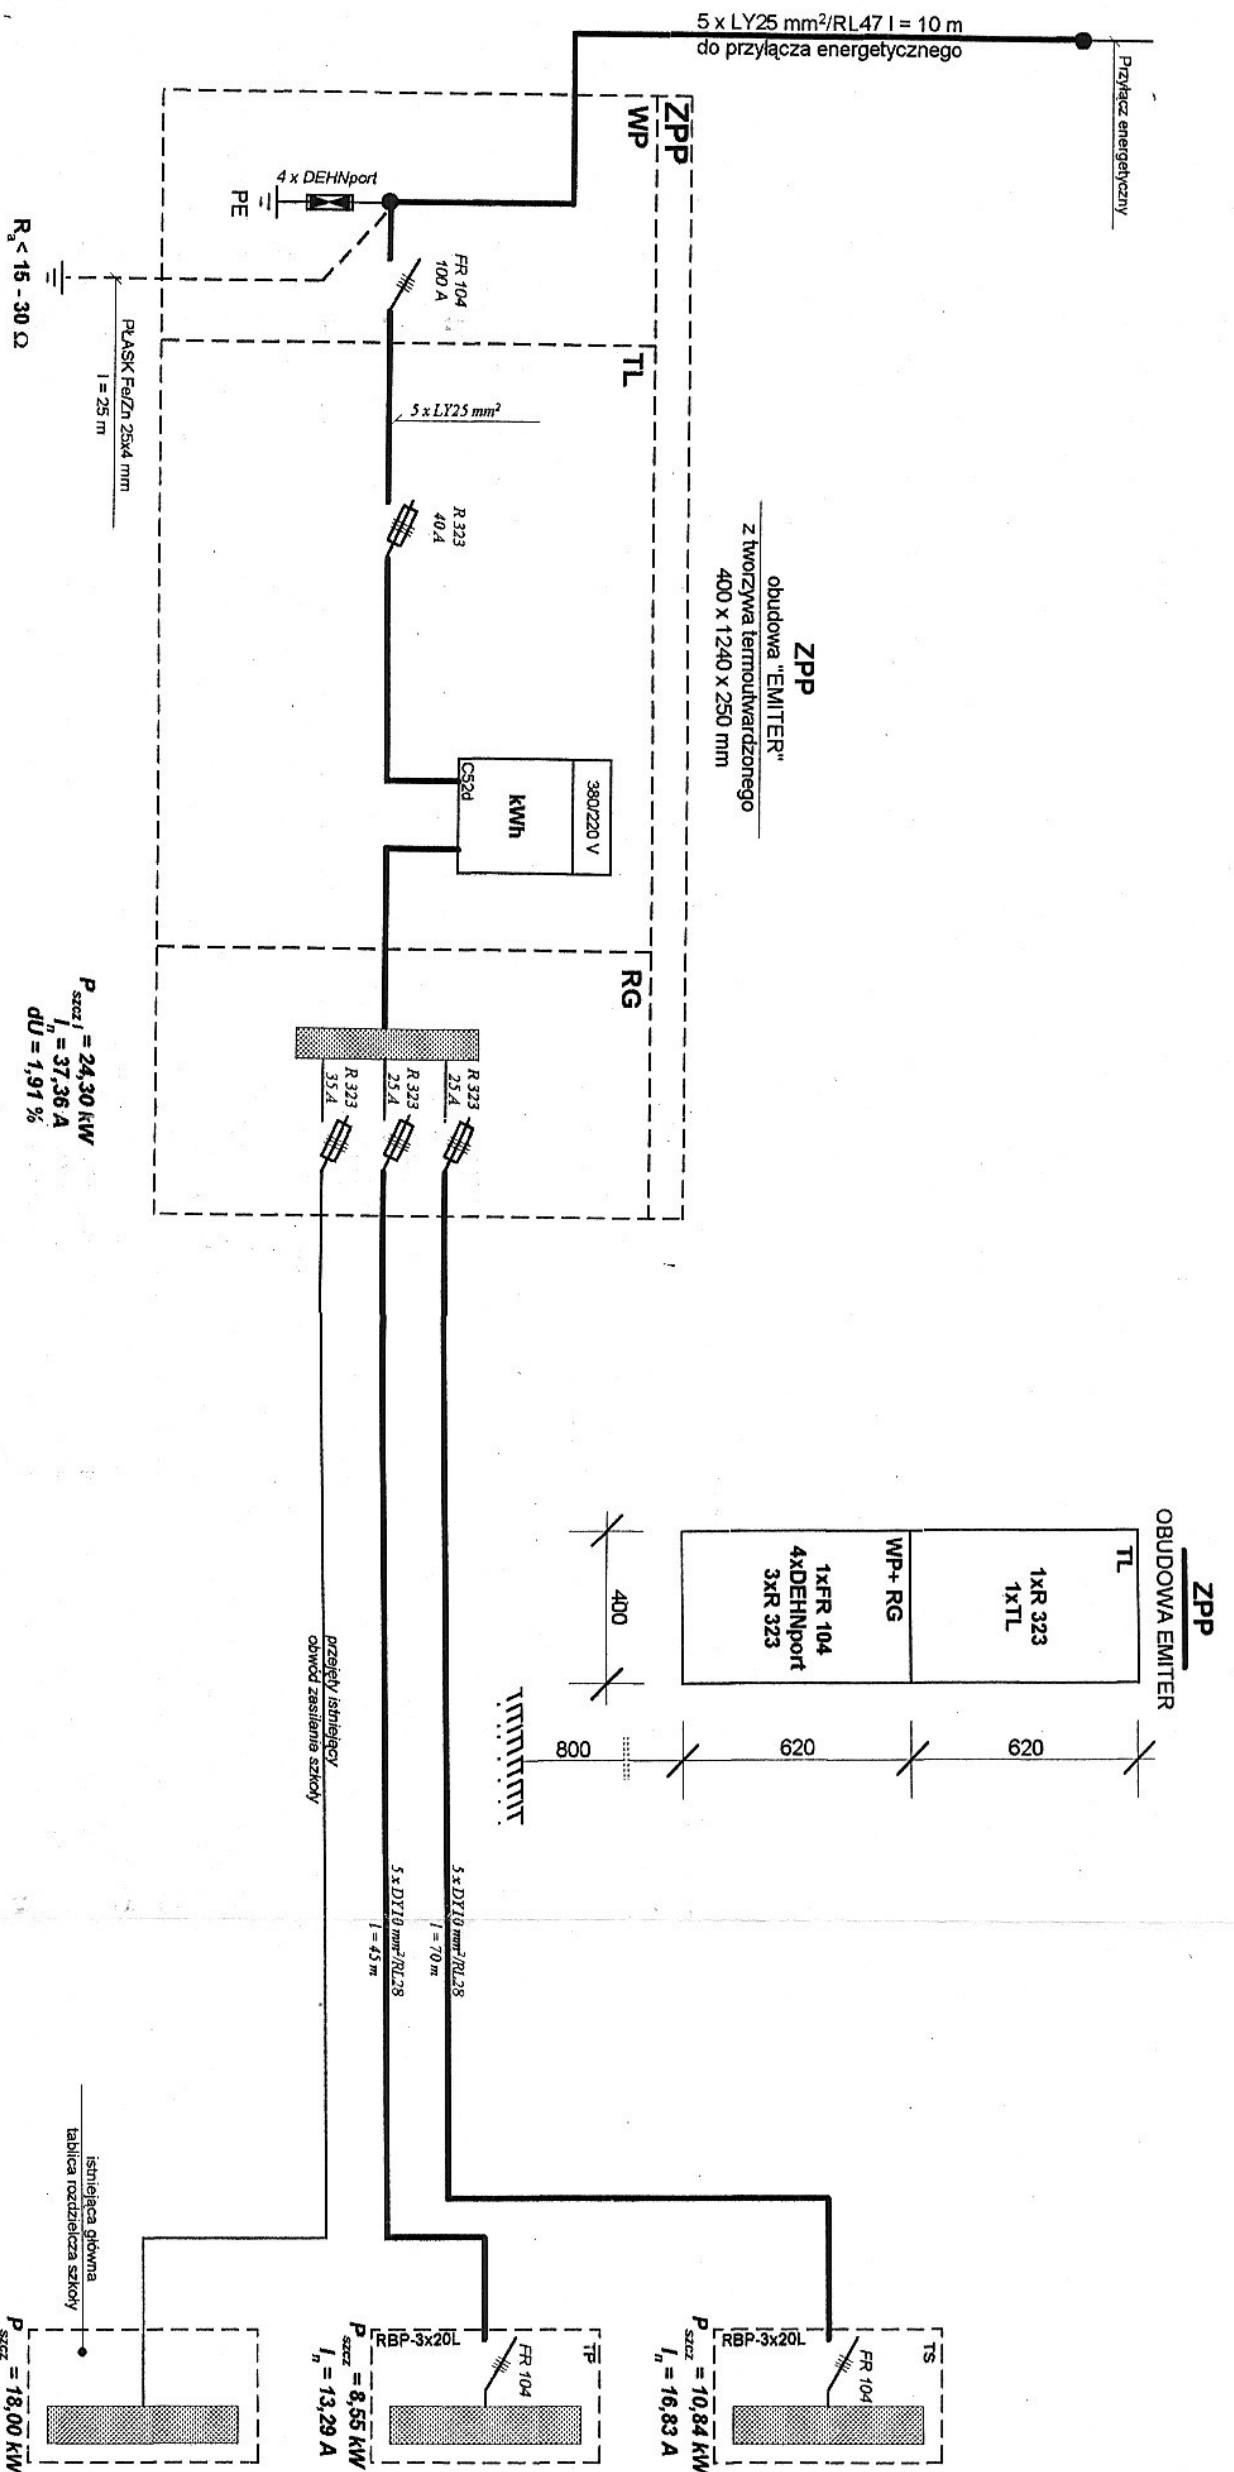 5 x LY25 mm²/RL47 l = 10 m
do przyłącza energetycznego
Przyłącz energetyczny
ZPP
WP
4 x DEHNport
PE
FR 104
100 A
Rₐ < 15 - 30 Ω
PŁASK Fe/Zn 25x4 mm
l = 25 m
TL
5 x LY25 mm²
R 323
40 A
ZPP
obudowa "EMITER"
z tworzywa termoutwardzonego
400 x 1240 x 250 mm
380/220 V
kWh
C52d
RG
R 323
25 A
R 323
25 A
R 323
35 A
P szcz1 = 24,30 kW
Iₙ = 37,36 A
dU = 1,91 %
ZPP
OBUDOWA EMITER
TL
1xR 323
1xTL
WP+ RG
1xFR 104
4xDEHNport
3xR 323
400
800
620
620
przejęty istniejący
obwód zasilania szkoły
5 x DY10 mm²/RL28
l = 70 m
5 x DY10 mm²/RL28
l = 45 m
istniejąca główna
tablica rozdzielcza szkoły
TS
FR 104
RBP-3x20L
P szcz = 10,84 kW
Iₙ = 16,83 A
TP
FR 104
RBP-3x20L
P szcz = 8,55 kW
Iₙ = 13,29 A
P szcz = 18,00 kW